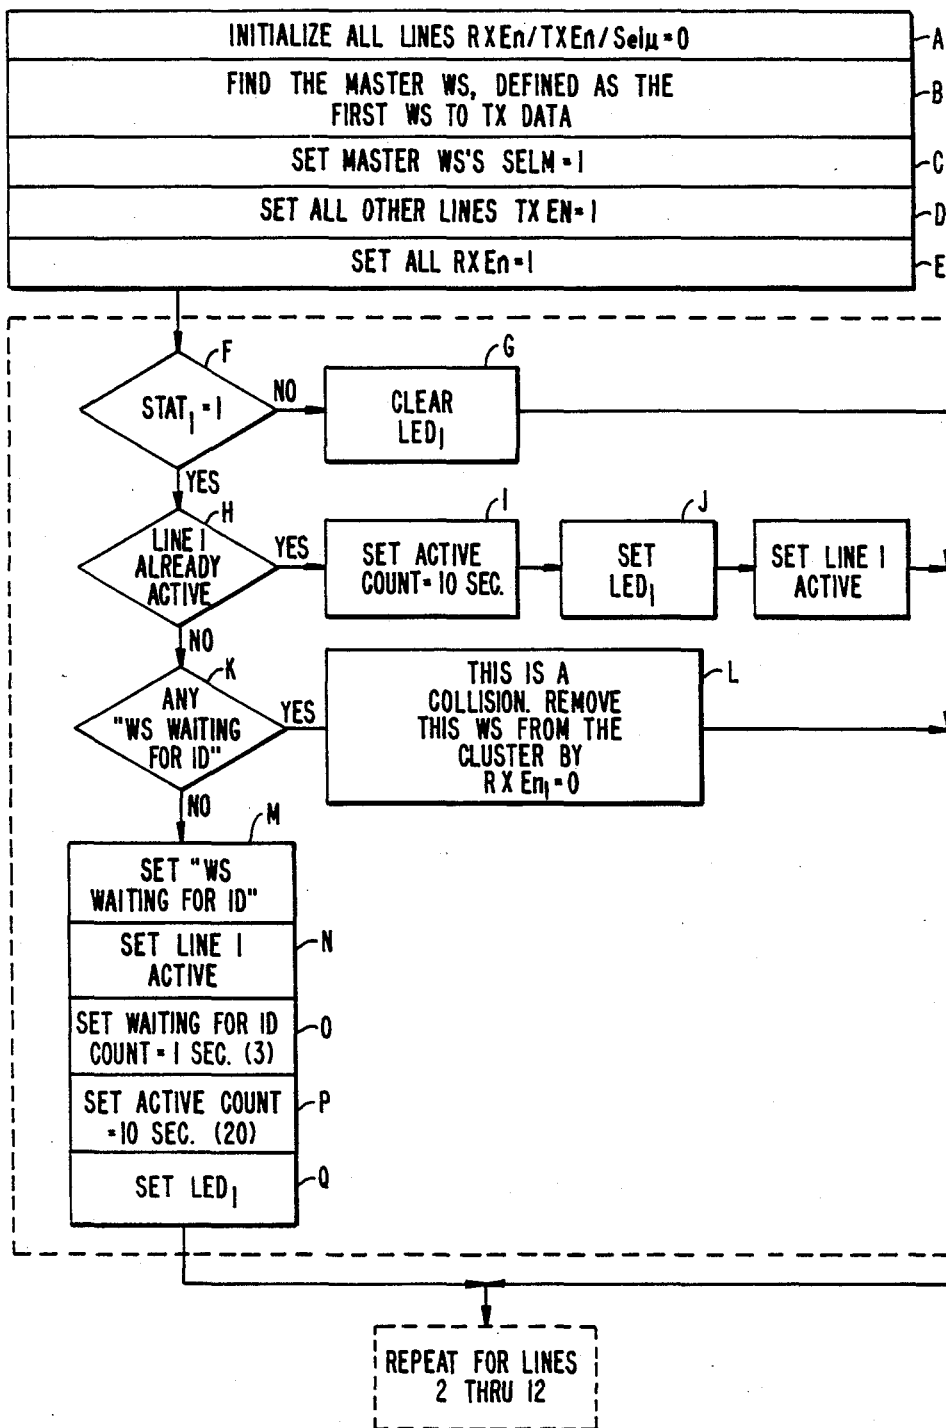 INITIALIZE ALL LINES RXEn/TXEn/Selμ=0
A
FIND THE MASTER WS, DEFINED AS THE
FIRST WS TO TX DATA
B
SET MASTER WS'S SELM=1
C
SET ALL OTHER LINES TXEN=1
D
SET ALL RXEn=1
E
F
STAT1=1
NO
G
CLEAR
LED1
YES
H
LINE 1
ALREADY
ACTIVE
YES
I
SET ACTIVE
COUNT=10 SEC.
J
SET
LED1
SET LINE 1
ACTIVE
NO
K
ANY
"WS WAITING
FOR ID"
YES
L
THIS IS A
COLLISION. REMOVE
THIS WS FROM THE
CLUSTER BY
RXEn1=0
NO
M
SET "WS
WAITING FOR ID"
SET LINE 1
ACTIVE
N
SET WAITING FOR ID
COUNT=1 SEC. (3)
O
SET ACTIVE COUNT
=10 SEC. (20)
P
SET LED1
Q
REPEAT FOR LINES
2 THRU 12